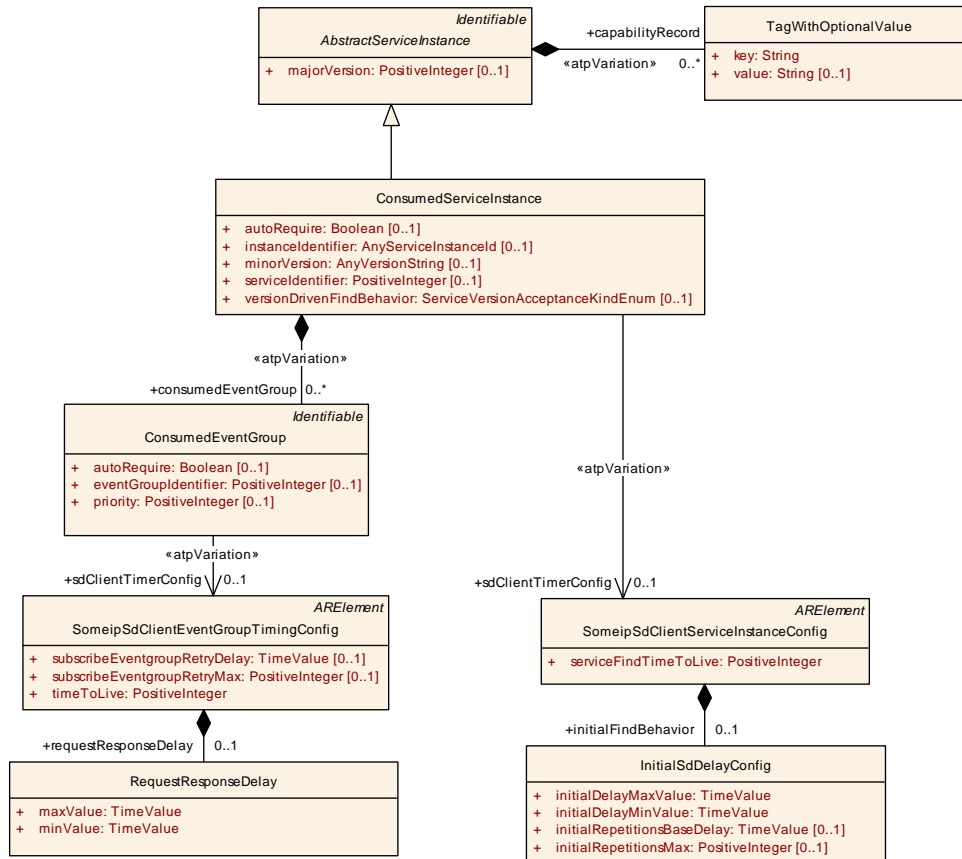 Identifiable
AbstractServiceInstance
+ majorVersion: PositiveInteger [0..1]
+capabilityRecord
«atpVariation» 0..*
TagWithOptionalValue
+ key: String
+ value: String [0..1]
ConsumedServiceInstance
+ autoRequire: Boolean [0..1]
+ instanceIdentifier: AnyServiceInstanceId [0..1]
+ minorVersion: AnyVersionString [0..1]
+ serviceIdentifier: PositiveInteger [0..1]
+ versionDrivenFindBehavior: ServiceVersionAcceptanceKindEnum [0..1]
«atpVariation»
+consumedEventGroup 0..*
Identifiable
ConsumedEventGroup
+ autoRequire: Boolean [0..1]
+ eventGroupIdentifier: PositiveInteger [0..1]
+ priority: PositiveInteger [0..1]
«atpVariation»
«atpVariation»
+sdClientTimerConfig 0..1
+sdClientTimerConfig 0..1
ARElement
SomeipSdClientEventGroupTimingConfig
+ subscribeEventgroupRetryDelay: TimeValue [0..1]
+ subscribeEventgroupRetryMax: PositiveInteger [0..1]
+ timeToLive: PositiveInteger
ARElement
SomeipSdClientServiceInstanceConfig
+ serviceFindTimeToLive: PositiveInteger
+requestResponseDelay 0..1
+initialFindBehavior 0..1
RequestResponseDelay
+ maxValue: TimeValue
+ minValue: TimeValue
InitialSdDelayConfig
+ initialDelayMaxValue: TimeValue
+ initialDelayMinValue: TimeValue
+ initialRepetitionsBaseDelay: TimeValue [0..1]
+ initialRepetitionsMax: PositiveInteger [0..1]